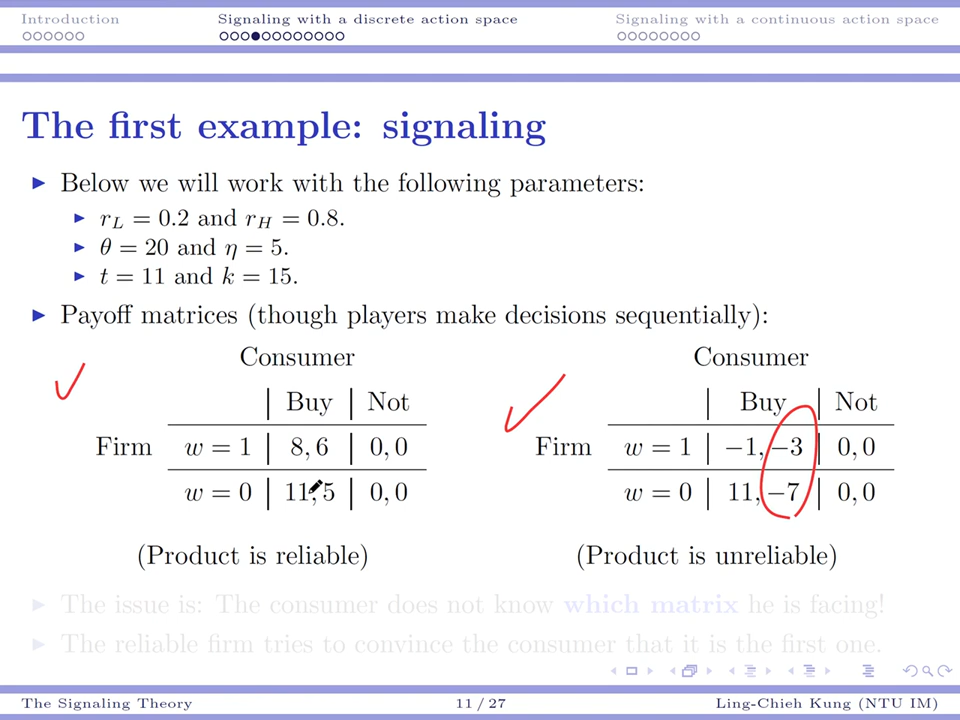 Introduction Signaling with a discrete action space Signaling with a continuous action space
The first example: signaling
▶ Below we will work with the following parameters:
▶ r_L = 0.2 and r_H = 0.8.
▶ θ = 20 and η = 5.
▶ t = 11 and k = 15.
▶ Payoff matrices (though players make decisions sequentially):
Consumer Consumer
| Buy | Not | Buy | Not
Firm w = 1 | 8, 6 | 0, 0 Firm w = 1 | −1, −3 | 0, 0
w = 0 | 11, 5 | 0, 0 w = 0 | 11, −7 | 0, 0
(Product is reliable) (Product is unreliable)
▶ The issue is: The consumer does not know which matrix he is facing!
▶ The reliable firm tries to convince the consumer that it is the first one.
The Signaling Theory 11 / 27 Ling-Chieh Kung (NTU IM)